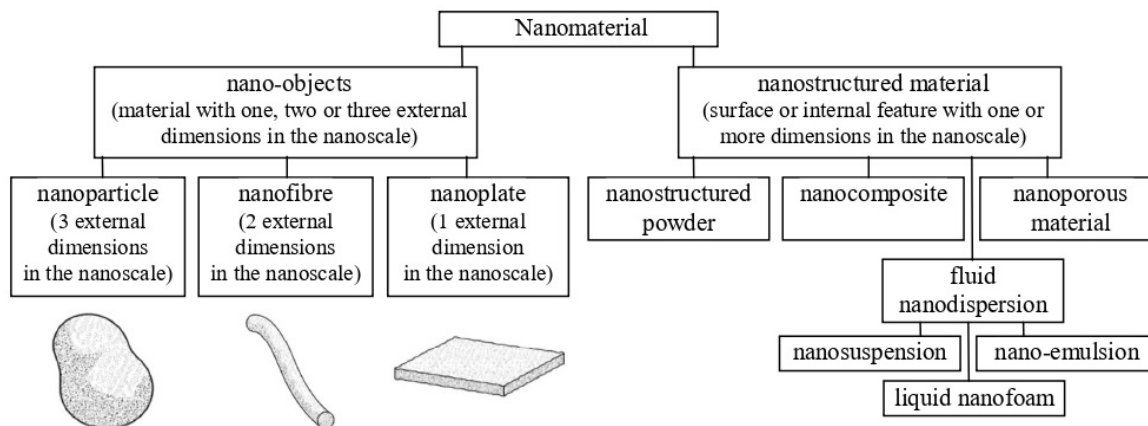 Nanomaterial
nano-objects
(material with one, two or three external
dimensions in the nanoscale)
nanostructured material
(surface or internal feature with one or
more dimensions in the nanoscale)
nanoparticle
(3 external
dimensions
in the nanoscale)
nanofibre
(2 external
dimensions
in the nanoscale)
nanoplate
(1 external
dimension
in the nanoscale)
nanostructured
powder
nanocomposite
nanoporous
material
fluid
nanodispersion
nanosuspension
nano-emulsion
liquid nanofoam